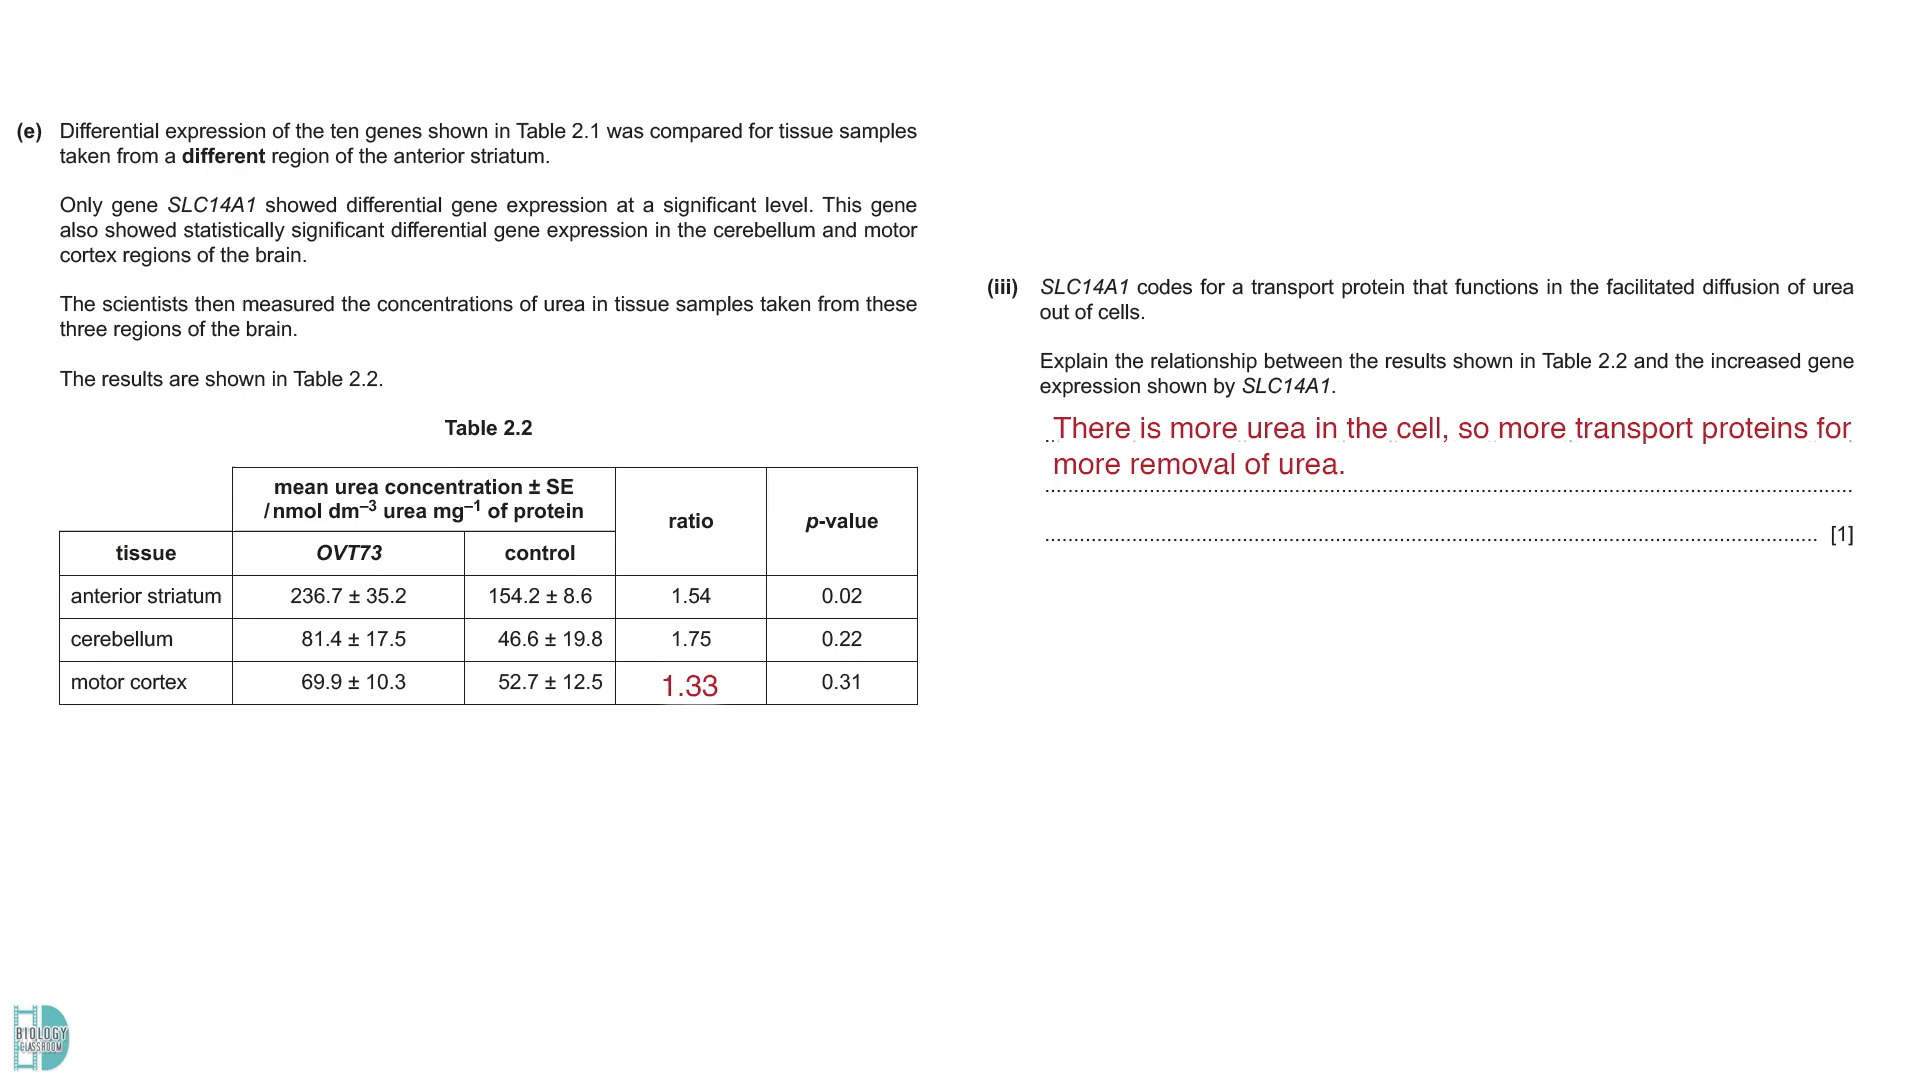 (e) Differential expression of the ten genes shown in Table 2.1 was compared for tissue samples
taken from a different region of the anterior striatum.
Only gene SLC14A1 showed differential gene expression at a significant level. This gene
also showed statistically significant differential gene expression in the cerebellum and motor
cortex regions of the brain.
The scientists then measured the concentrations of urea in tissue samples taken from these
three regions of the brain.
The results are shown in Table 2.2.
Table 2.2
mean urea concentration ± SE
/ nmol dm–3 urea mg–1 of protein
ratio
p-value
tissue OVT73 control
anterior striatum 236.7 ± 35.2 154.2 ± 8.6 1.54 0.02
cerebellum 81.4 ± 17.5 46.6 ± 19.8 1.75 0.22
motor cortex 69.9 ± 10.3 52.7 ± 12.5 1.33 0.31
(iii) SLC14A1 codes for a transport protein that functions in the facilitated diffusion of urea
out of cells.
Explain the relationship between the results shown in Table 2.2 and the increased gene
expression shown by SLC14A1.
There is more urea in the cell, so more transport proteins for
more removal of urea.
[1]
BIOLOGY
CLASSROOM